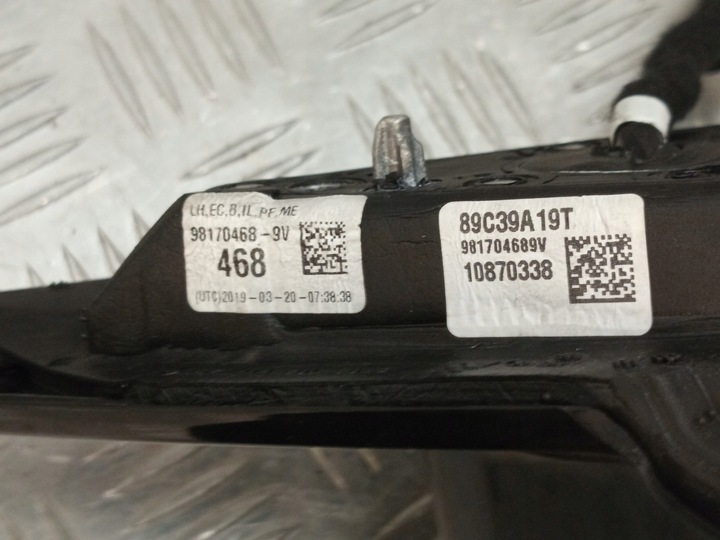 LH,EC,B,IL,PF,ME
98170468-9V
468
(UTC)2019-03-20-07:38:38
89C39A19T
981704689V
10870338